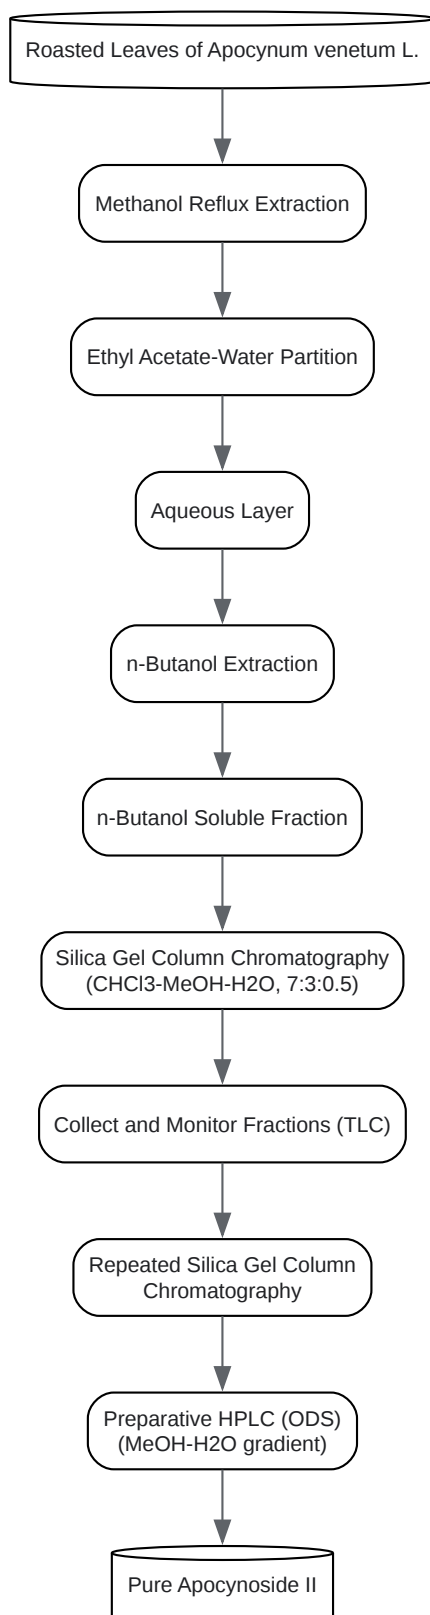 Roasted Leaves of Apocynum venetum L.
Methanol Reflux Extraction
Ethyl Acetate-Water Partition
Aqueous Layer
n-Butanol Extraction
n-Butanol Soluble Fraction
Silica Gel Column Chromatography
(CHCl3-MeOH-H2O, 7:3:0.5)
Collect and Monitor Fractions (TLC)
Repeated Silica Gel Column
Chromatography
Preparative HPLC (ODS)
(MeOH-H2O gradient)
Pure Apocynoside II